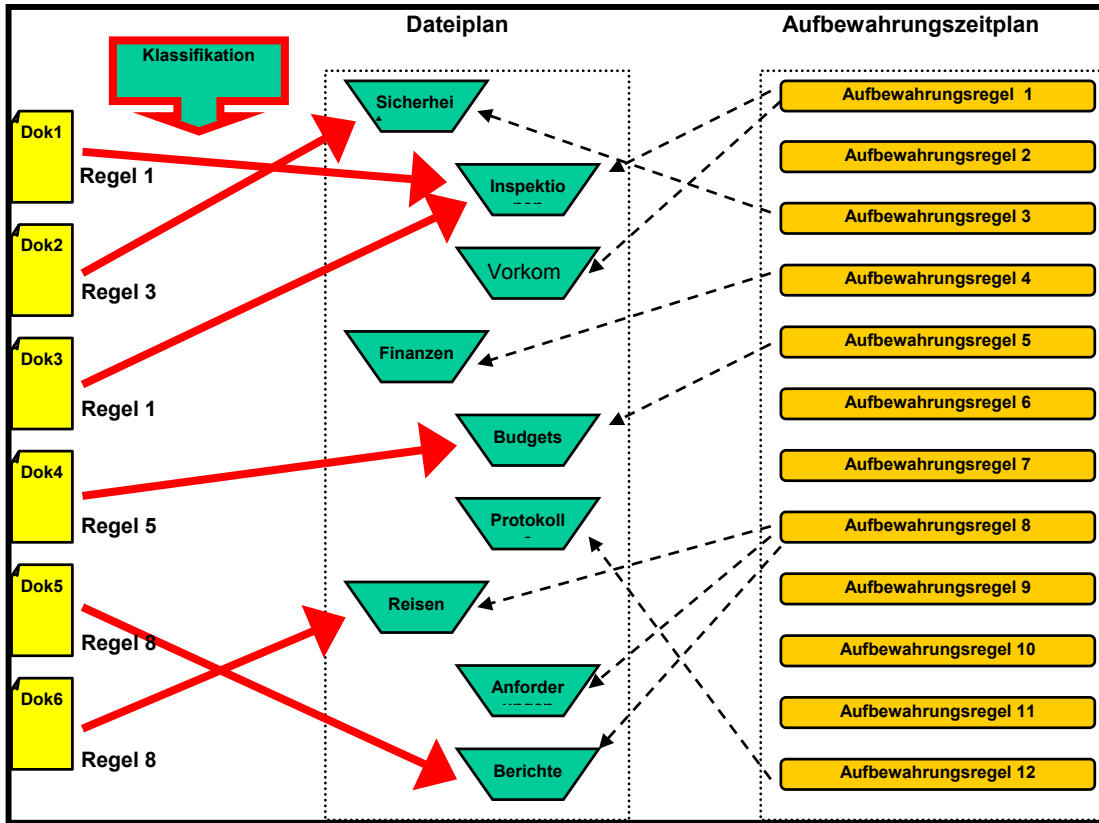 Dateiplan
Aufbewahrungszeitplan
Klassifikation
Dok1
Regel 1
Dok2
Regel 3
Dok3
Regel 1
Dok4
Regel 5
Dok5
Regel 8
Dok6
Regel 8
Sicherhei
Inspektio
Vorkom
Finanzen
Budgets
Protokoll
Reisen
Anforder
Berichte
Aufbewahrungsregel 1
Aufbewahrungsregel 2
Aufbewahrungsregel 3
Aufbewahrungsregel 4
Aufbewahrungsregel 5
Aufbewahrungsregel 6
Aufbewahrungsregel 7
Aufbewahrungsregel 8
Aufbewahrungsregel 9
Aufbewahrungsregel 10
Aufbewahrungsregel 11
Aufbewahrungsregel 12